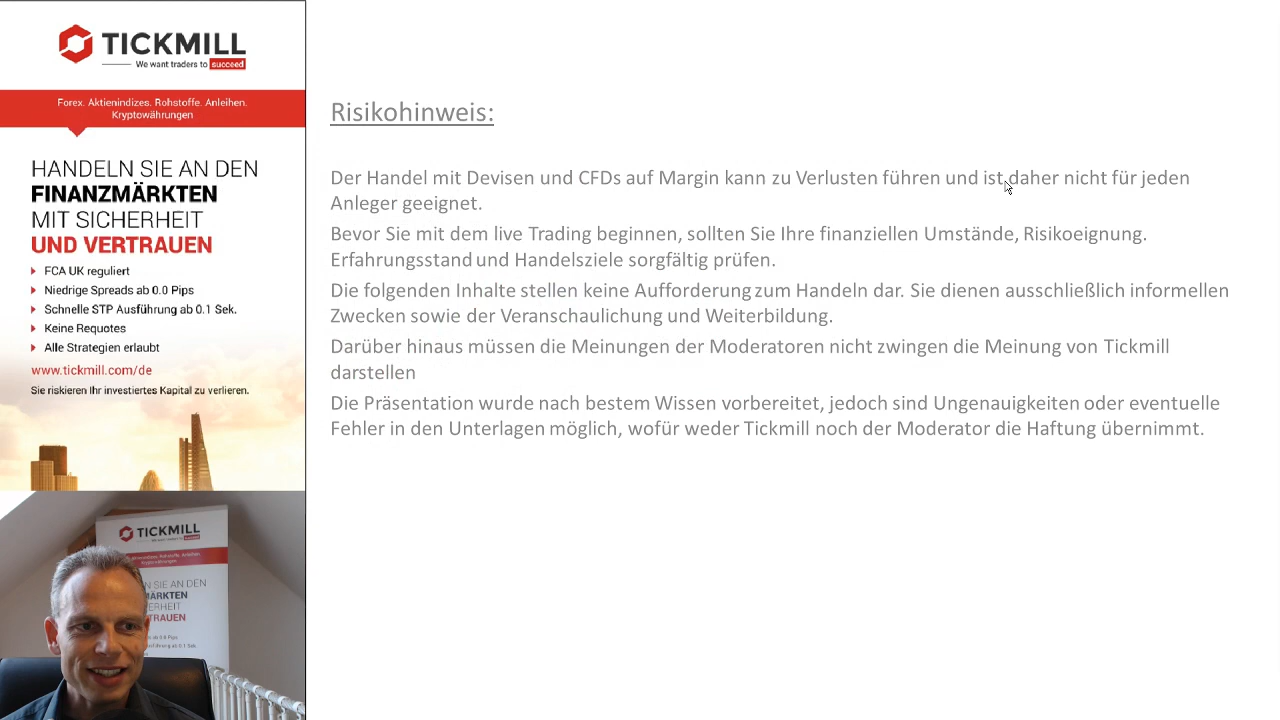 TICKMILL
We want traders to succeed
Forex. Aktienindizes. Rohstoffe. Anleihen.
Kryptowährungen
HANDELN SIE AN DEN
FINANZMÄRKTEN
MIT SICHERHEIT
UND VERTRAUEN
FCA UK reguliert
Niedrige Spreads ab 0.0 Pips
Schnelle STP Ausführung ab 0.1 Sek.
Keine Requotes
Alle Strategien erlaubt
www.tickmill.com/de
Sie riskieren Ihr investiertes Kapital zu verlieren.
Risikohinweis:
Der Handel mit Devisen und CFDs auf Margin kann zu Verlusten führen und ist daher nicht für jeden
Anleger geeignet.
Bevor Sie mit dem live Trading beginnen, sollten Sie Ihre finanziellen Umstände, Risikoeignung.
Erfahrungsstand und Handelsziele sorgfältig prüfen.
Die folgenden Inhalte stellen keine Aufforderung zum Handeln dar. Sie dienen ausschließlich informellen
Zwecken sowie der Veranschaulichung und Weiterbildung.
Darüber hinaus müssen die Meinungen der Moderatoren nicht zwingen die Meinung von Tickmill
darstellen
Die Präsentation wurde nach bestem Wissen vorbereitet, jedoch sind Ungenauigkeiten oder eventuelle
Fehler in den Unterlagen möglich, wofür weder Tickmill noch der Moderator die Haftung übernimmt.
TICKMILL
N SIE AN DEN
ÄRKTEN
ERHEIT
TRAUEN